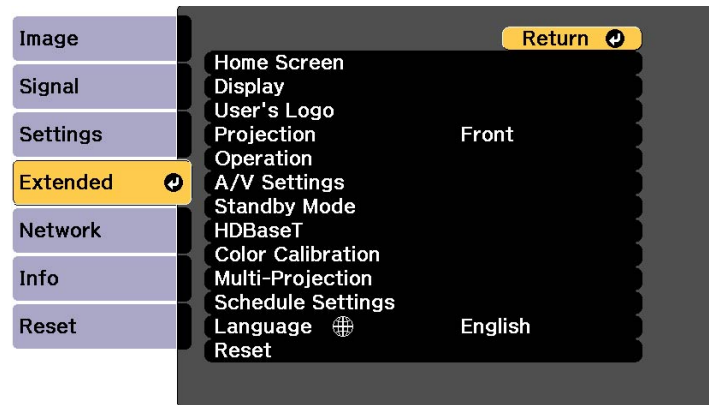 Image
Signal
Settings
Extended
Network
Info
Reset
Return
Home Screen
Display
User's Logo
Projection Front
Operation
A/V Settings
Standby Mode
HDBaseT
Color Calibration
Multi-Projection
Schedule Settings
Language English
Reset